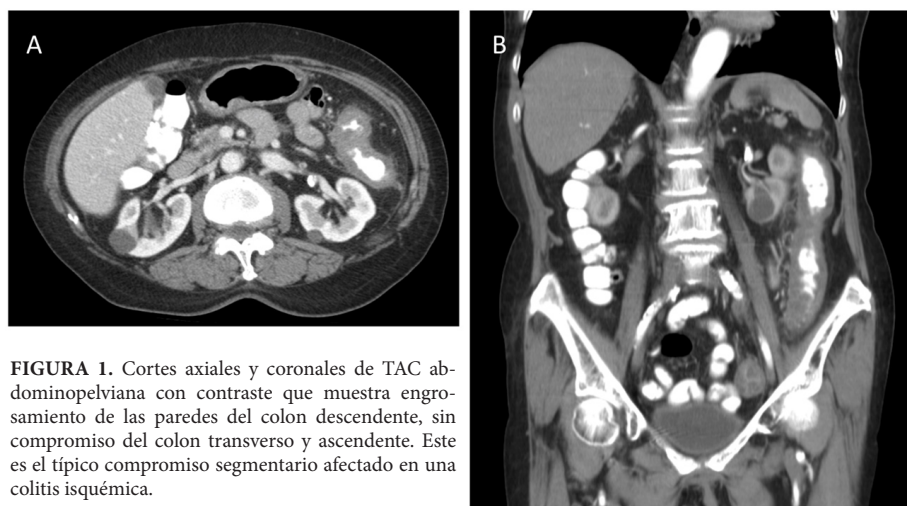 A
B
FIGURA 1. Cortes axiales y coronales de TAC ab-
dominopelviana con contraste que muestra engro-
samiento de las paredes del colon descendente, sin
compromiso del colon transverso y ascendente. Este
es el típico compromiso segmentario afectado en una
colitis isquémica.